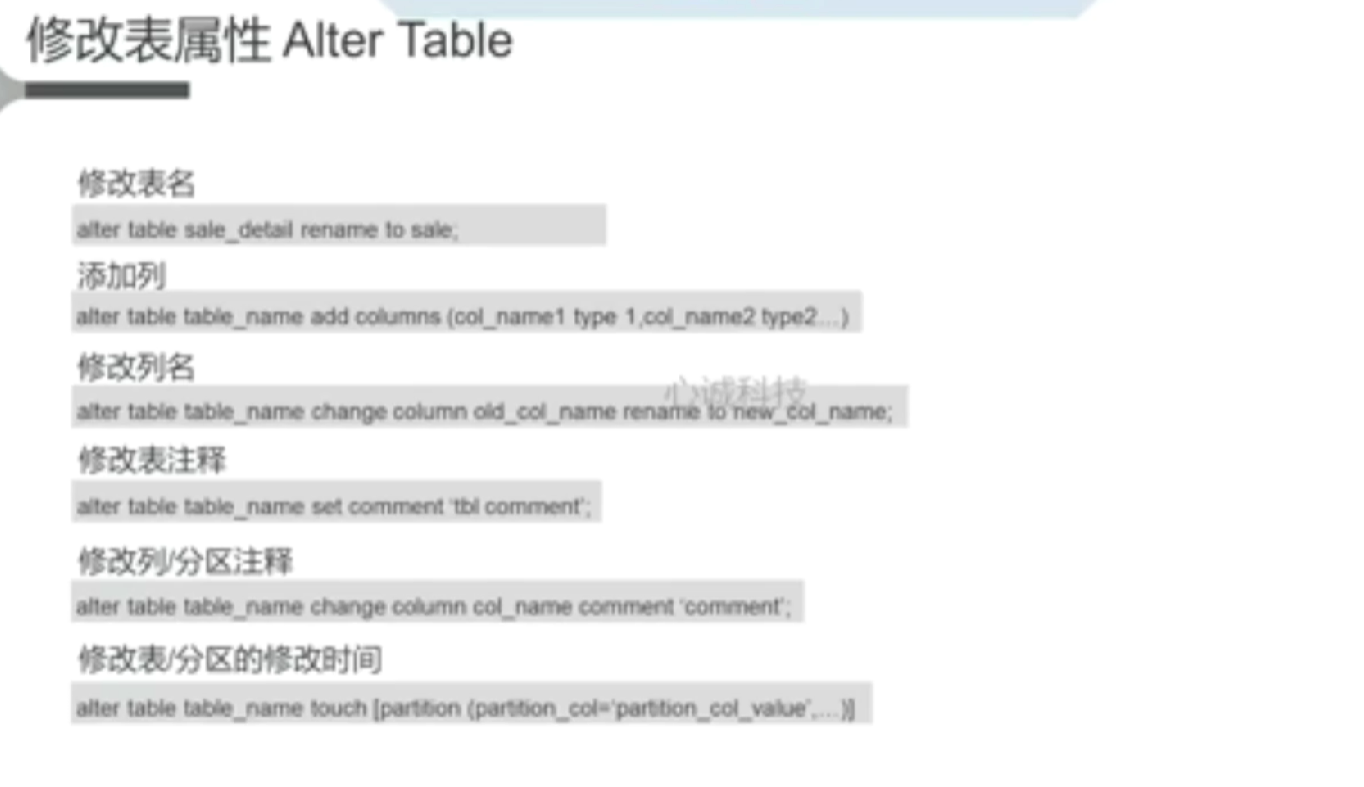 修改表属性 Alter Table
修改表名
alter table sale_detail rename to sale;
添加列
alter table table_name add columns (col_name1 type 1,col_name2 type2…)
修改列名
心诚科技
alter table table_name change column old_col_name rename to new_col_name;
修改表注释
alter table table_name set comment ‘tbl comment’;
修改列/分区注释
alter table table_name change column col_name comment ‘comment’;
修改表/分区的修改时间
alter table table_name touch [partition (partition_col=‘partition_col_value’,…)]